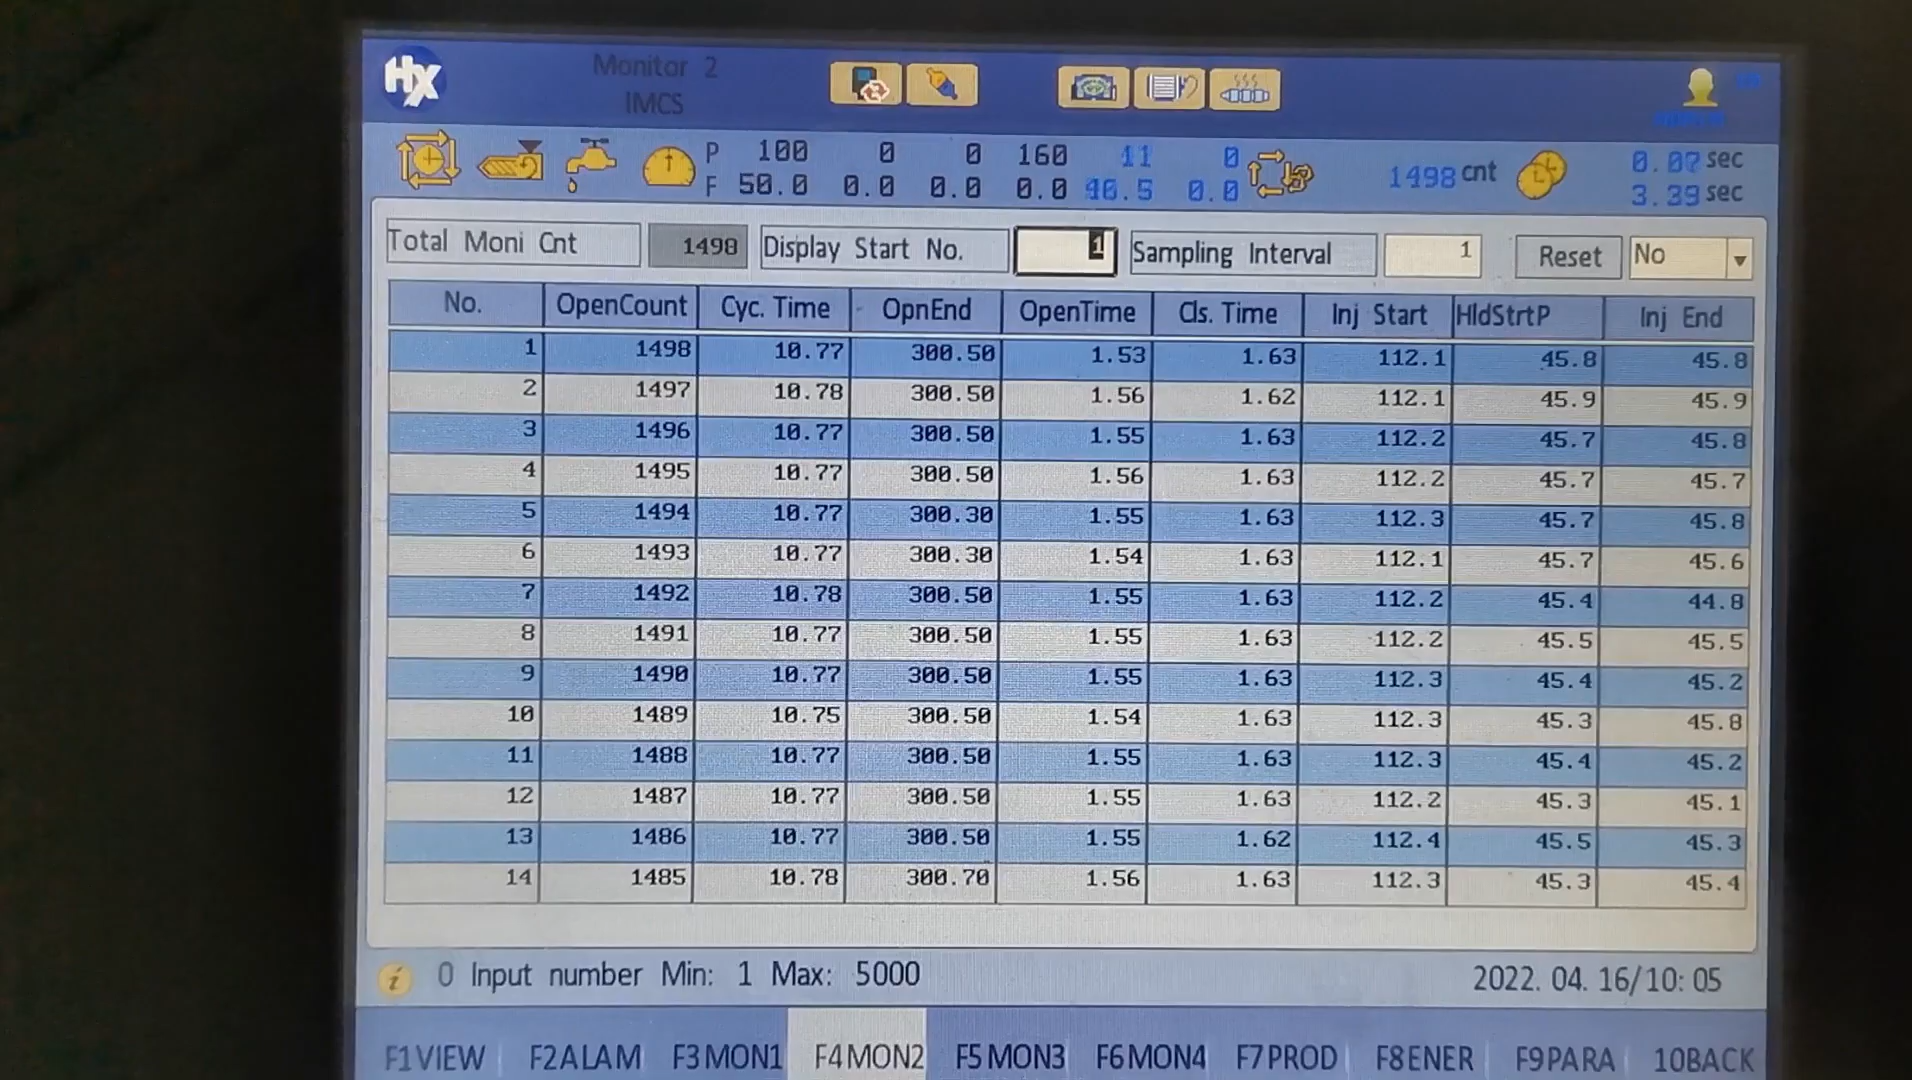 HX
Monitor 2
IMCS
P 100 0 0 160 11 0
F 50.0 0.0 0.0 0.0 46.5 0.0
1498 cnt
0.07 sec
3.39 sec
Total Moni Cnt 1498 Display Start No. 1 Sampling Interval 1 Reset No
No. OpenCount Cyc. Time OpnEnd OpenTime Cls. Time Inj Start HldStrtP Inj End
1 1498 10.77 300.50 1.53 1.63 112.1 45.8 45.8
2 1497 10.78 300.50 1.56 1.62 112.1 45.9 45.9
3 1496 10.77 300.50 1.55 1.63 112.2 45.7 45.8
4 1495 10.77 300.50 1.56 1.63 112.2 45.7 45.7
5 1494 10.77 300.30 1.55 1.63 112.3 45.7 45.8
6 1493 10.77 300.30 1.54 1.63 112.1 45.7 45.6
7 1492 10.78 300.50 1.55 1.63 112.2 45.4 44.8
8 1491 10.77 300.50 1.55 1.63 112.2 45.5 45.5
9 1490 10.77 300.50 1.55 1.63 112.3 45.4 45.2
10 1489 10.75 300.50 1.54 1.63 112.3 45.3 45.8
11 1488 10.77 300.50 1.55 1.63 112.3 45.4 45.2
12 1487 10.77 300.50 1.55 1.63 112.2 45.3 45.1
13 1486 10.77 300.50 1.55 1.62 112.4 45.5 45.3
14 1485 10.78 300.70 1.56 1.63 112.3 45.3 45.4
0 Input number Min: 1 Max: 5000
2022. 04. 16/10: 05
F1VIEW F2ALAM F3MON1 F4MON2 F5MON3 F6MON4 F7PROD F8ENER F9PARA 10BACK